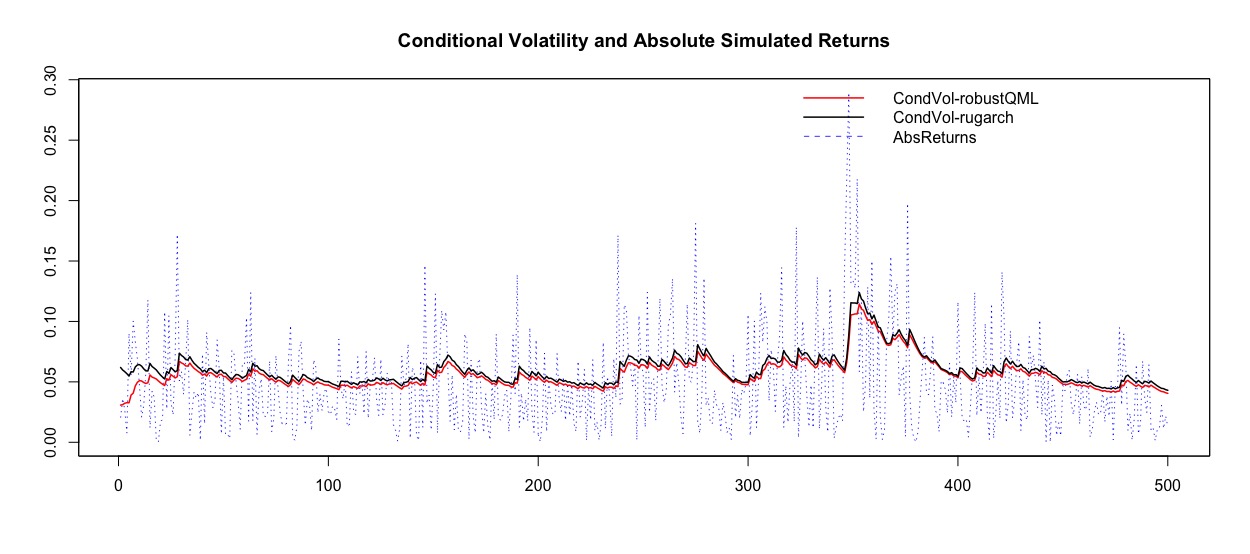 Conditional Volatility and Absolute Simulated Returns
0.30
0.25
0.20
0.15
0.10
0.05
0.00
CondVol-robustQML
CondVol-rugarch
AbsReturns
0 100 200 300 400 500